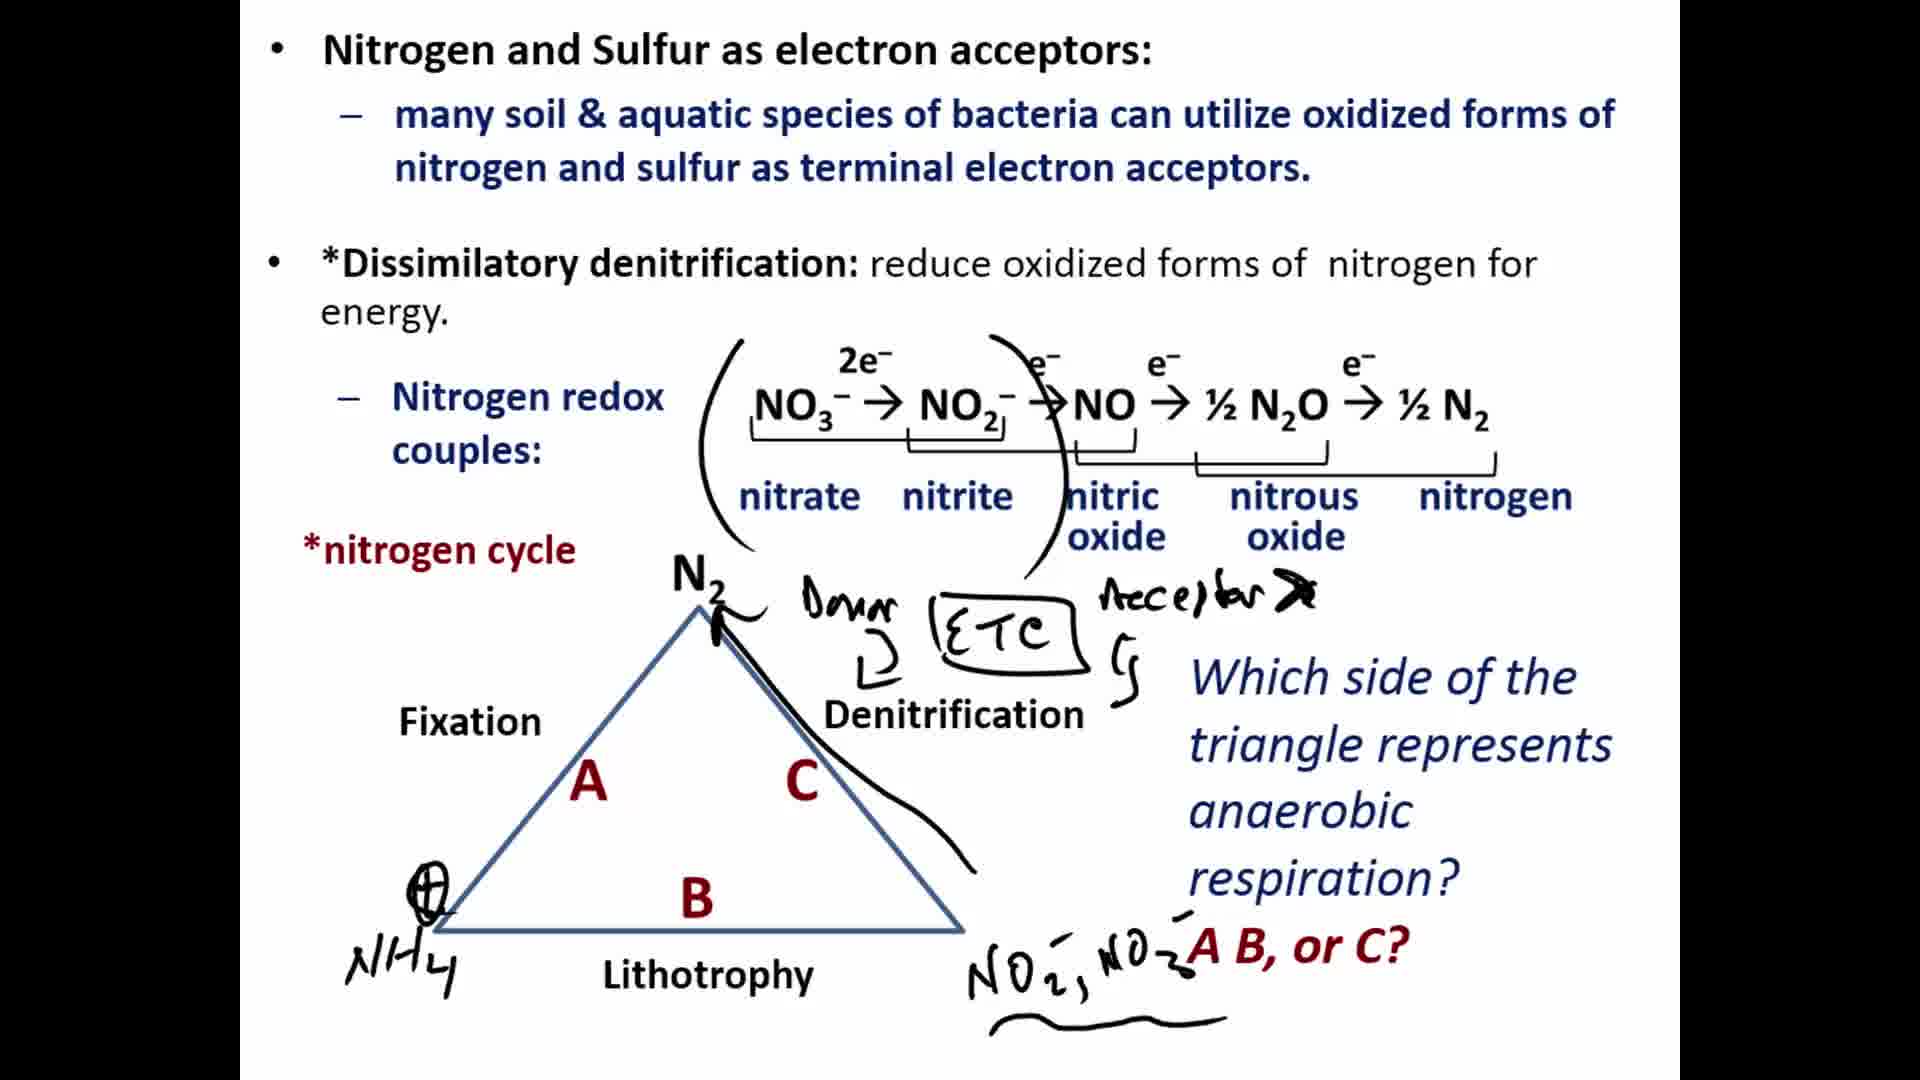 • Nitrogen and Sulfur as electron acceptors:
– many soil & aquatic species of bacteria can utilize oxidized forms of
nitrogen and sulfur as terminal electron acceptors.
• *Dissimilatory denitrification: reduce oxidized forms of nitrogen for
energy.
2e⁻ e⁻ e⁻ e⁻
– Nitrogen redox
couples:
NO₃⁻ → NO₂⁻ → NO → ½ N₂O → ½ N₂
nitrate nitrite nitric nitrous nitrogen
oxide oxide
*nitrogen cycle
N₂
Donor ETC Acceptor
Fixation
Denitrification
A C
B
⊕
NH₄
Lithotrophy
NO₂⁻, NO₃⁻
Which side of the
triangle represents
anaerobic
respiration?
A B, or C?